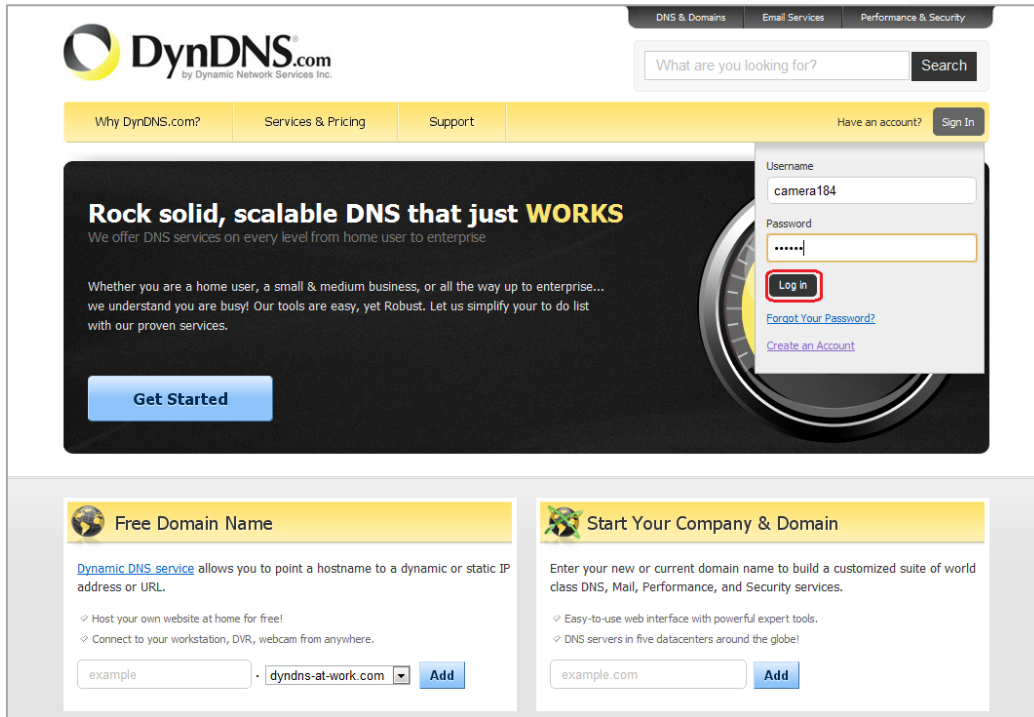 DNS & Domains
Email Services
Performance & Security
DynDNS.com
by Dynamic Network Services Inc.
What are you looking for?
Search
Why DynDNS.com?
Services & Pricing
Support
Have an account?
Sign In
Username
camera184
Password
••••••
Log in
Forgot Your Password?
Create an Account
Rock solid, scalable DNS that just WORKS
We offer DNS services on every level from home user to enterprise
Whether you are a home user, a small & medium business, or all the way up to enterprise...
we understand you are busy! Our tools are easy, yet Robust. Let us simplify your to do list
with our proven services.
Get Started
Free Domain Name
Dynamic DNS service allows you to point a hostname to a dynamic or static IP
address or URL.
Host your own website at home for free!
Connect to your workstation, DVR, webcam from anywhere.
example
. dyndns-at-work.com
Add
Start Your Company & Domain
Enter your new or current domain name to build a customized suite of world
class DNS, Mail, Performance, and Security services.
Easy-to-use web interface with powerful expert tools.
DNS servers in five datacenters around the globe!
example.com
Add